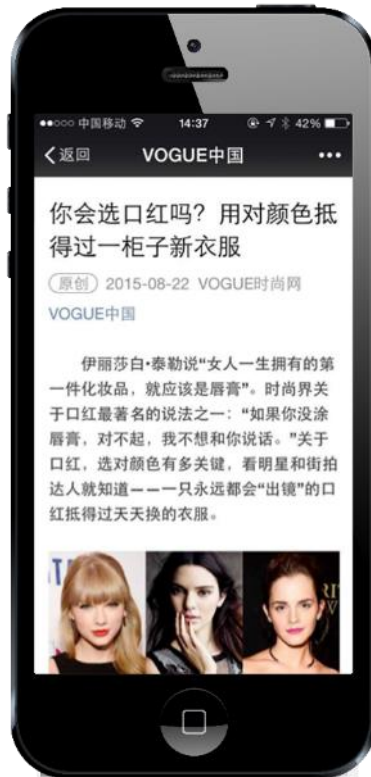 中国移动 14:37 42%
返回 VOGUE中国
你会选口红吗？用对颜色抵
得过一柜子新衣服
原创 2015-08-22 VOGUE时尚网
VOGUE中国
伊丽莎白•泰勒说“女人一生拥有的第
一件化妆品，就应该是唇膏”。时尚界关
于口红最著名的说法之一：“如果你没涂
唇膏，对不起，我不想和你说话。”关于
口红，选对颜色有多关键，看明星和街拍
达人就知道——一只永远都会“出镜”的口
红抵得过天天换的衣服。